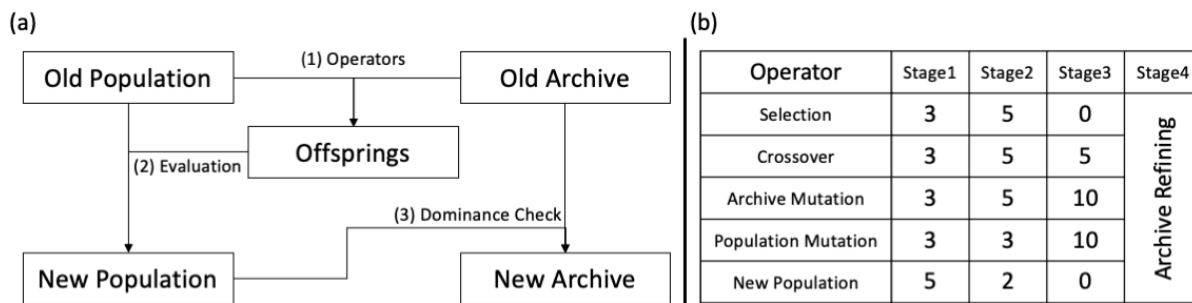 (a)
(b)
Old Population
(1) Operators
Old Archive
Offsprings
(2) Evaluation
(3) Dominance Check
New Population
New Archive
Operator Stage1 Stage2 Stage3 Stage4
Selection 3 5 0
Crossover 3 5 5
Archive Mutation 3 5 10
Population Mutation 3 3 10
New Population 5 2 0
Archive Refining